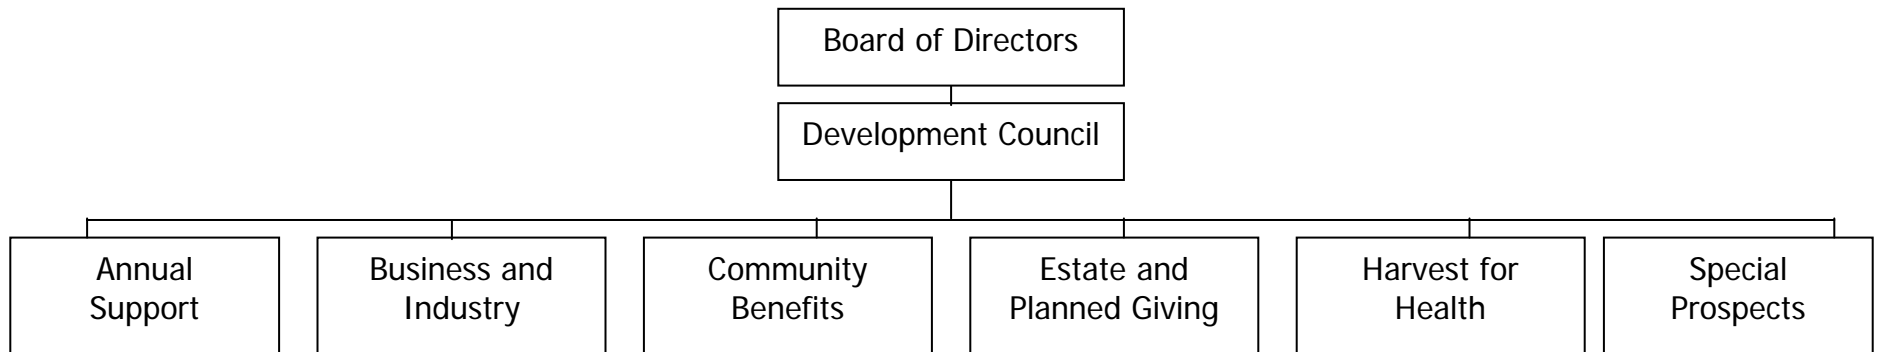 Board of Directors
Development Council
Annual
Support
Business and
Industry
Community
Benefits
Estate and
Planned Giving
Harvest for
Health
Special
Prospects